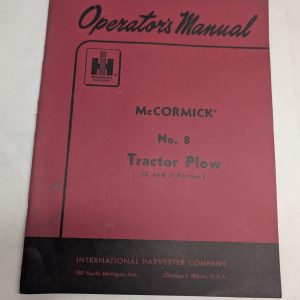 Operator's Manual
IH
McCORMICK®
No. 8
Tractor Plow
(2 and 3-Furrow)
INTERNATIONAL HARVESTER COMPANY
180 North Michigan Ave. Chicago 1, Illinois, U.S.A.